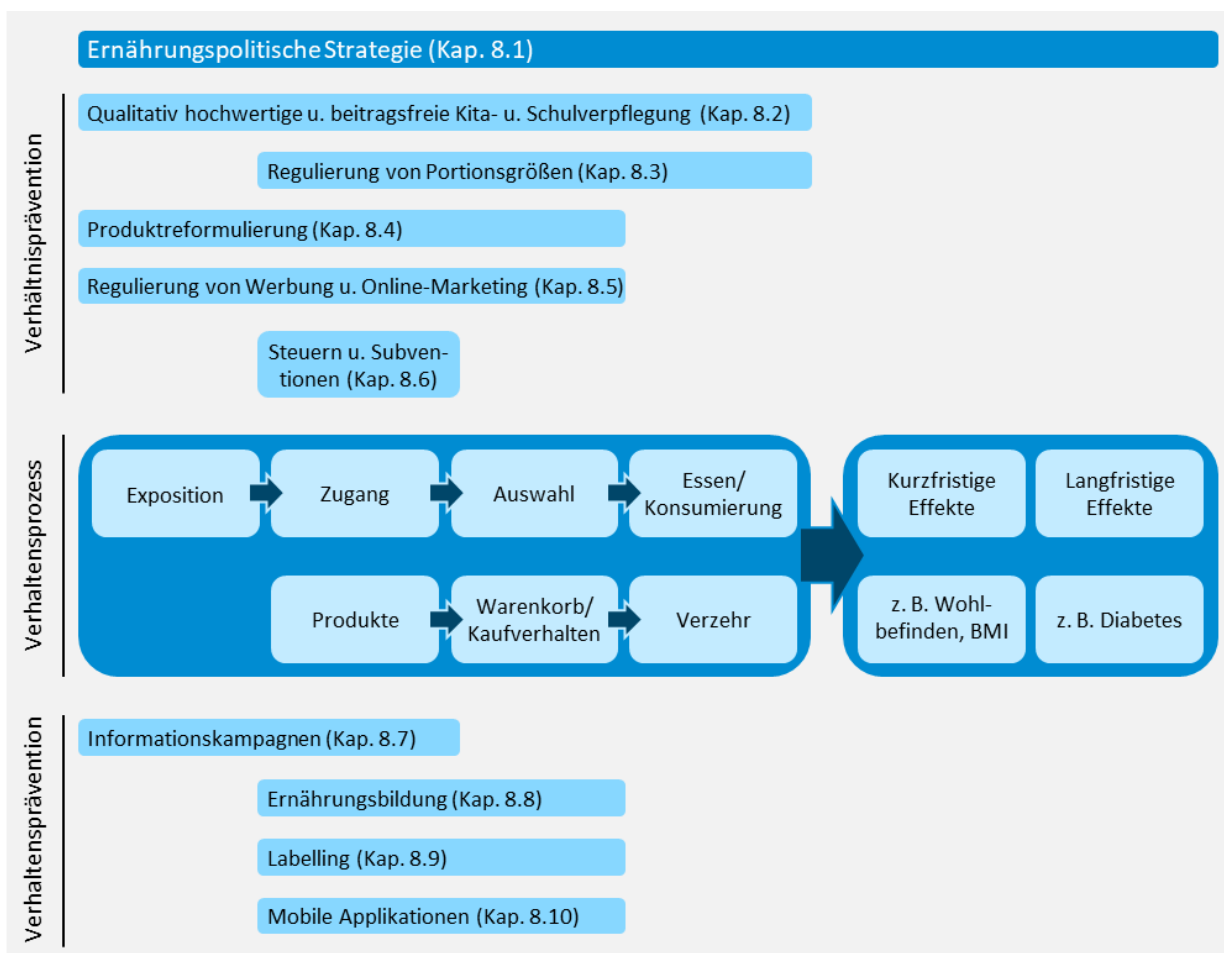 Ernährungspolitische Strategie (Kap. 8.1)
Verhältnisprävention
Qualitativ hochwertige u. beitragsfreie Kita- u. Schulverpflegung (Kap. 8.2)
Regulierung von Portionsgrößen (Kap. 8.3)
Produktreformulierung (Kap. 8.4)
Regulierung von Werbung u. Online-Marketing (Kap. 8.5)
Steuern u. Subven-
tionen (Kap. 8.6)
Verhaltensprozess
Exposition
Zugang
Auswahl
Essen/
Konsumierung
Kurzfristige
Effekte
Langfristige
Effekte
Produkte
Warenkorb/
Kaufverhalten
Verzehr
z. B. Wohl-
befinden, BMI
z. B. Diabetes
Verhaltensprävention
Informationskampagnen (Kap. 8.7)
Ernährungsbildung (Kap. 8.8)
Labelling (Kap. 8.9)
Mobile Applikationen (Kap. 8.10)